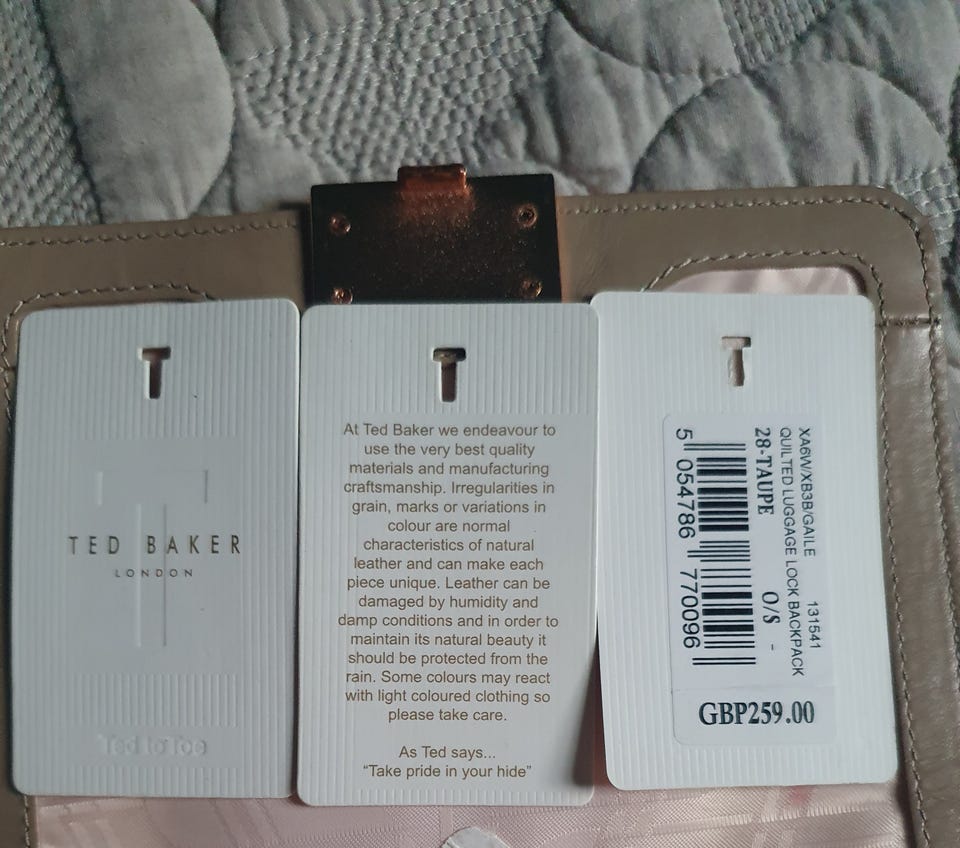 TED BAKER
LONDON
Ted to Toe
At Ted Baker we endeavour to
use the very best quality
materials and manufacturing
craftsmanship. Irregularities in
grain, marks or variations in
colour are normal
characteristics of natural
leather and can make each
piece unique. Leather can be
damaged by humidity and
damp conditions and in order to
maintain its natural beauty it
should be protected from the
rain. Some colours may react
with light coloured clothing so
please take care.
As Ted says...
“Take pride in your hide”
XA6W/XB3B/GAILE 131541
QUILTED LUGGAGE LOCK BACKPACK
28-TAUPE O/S -
5 054786 770096
GBP259.00